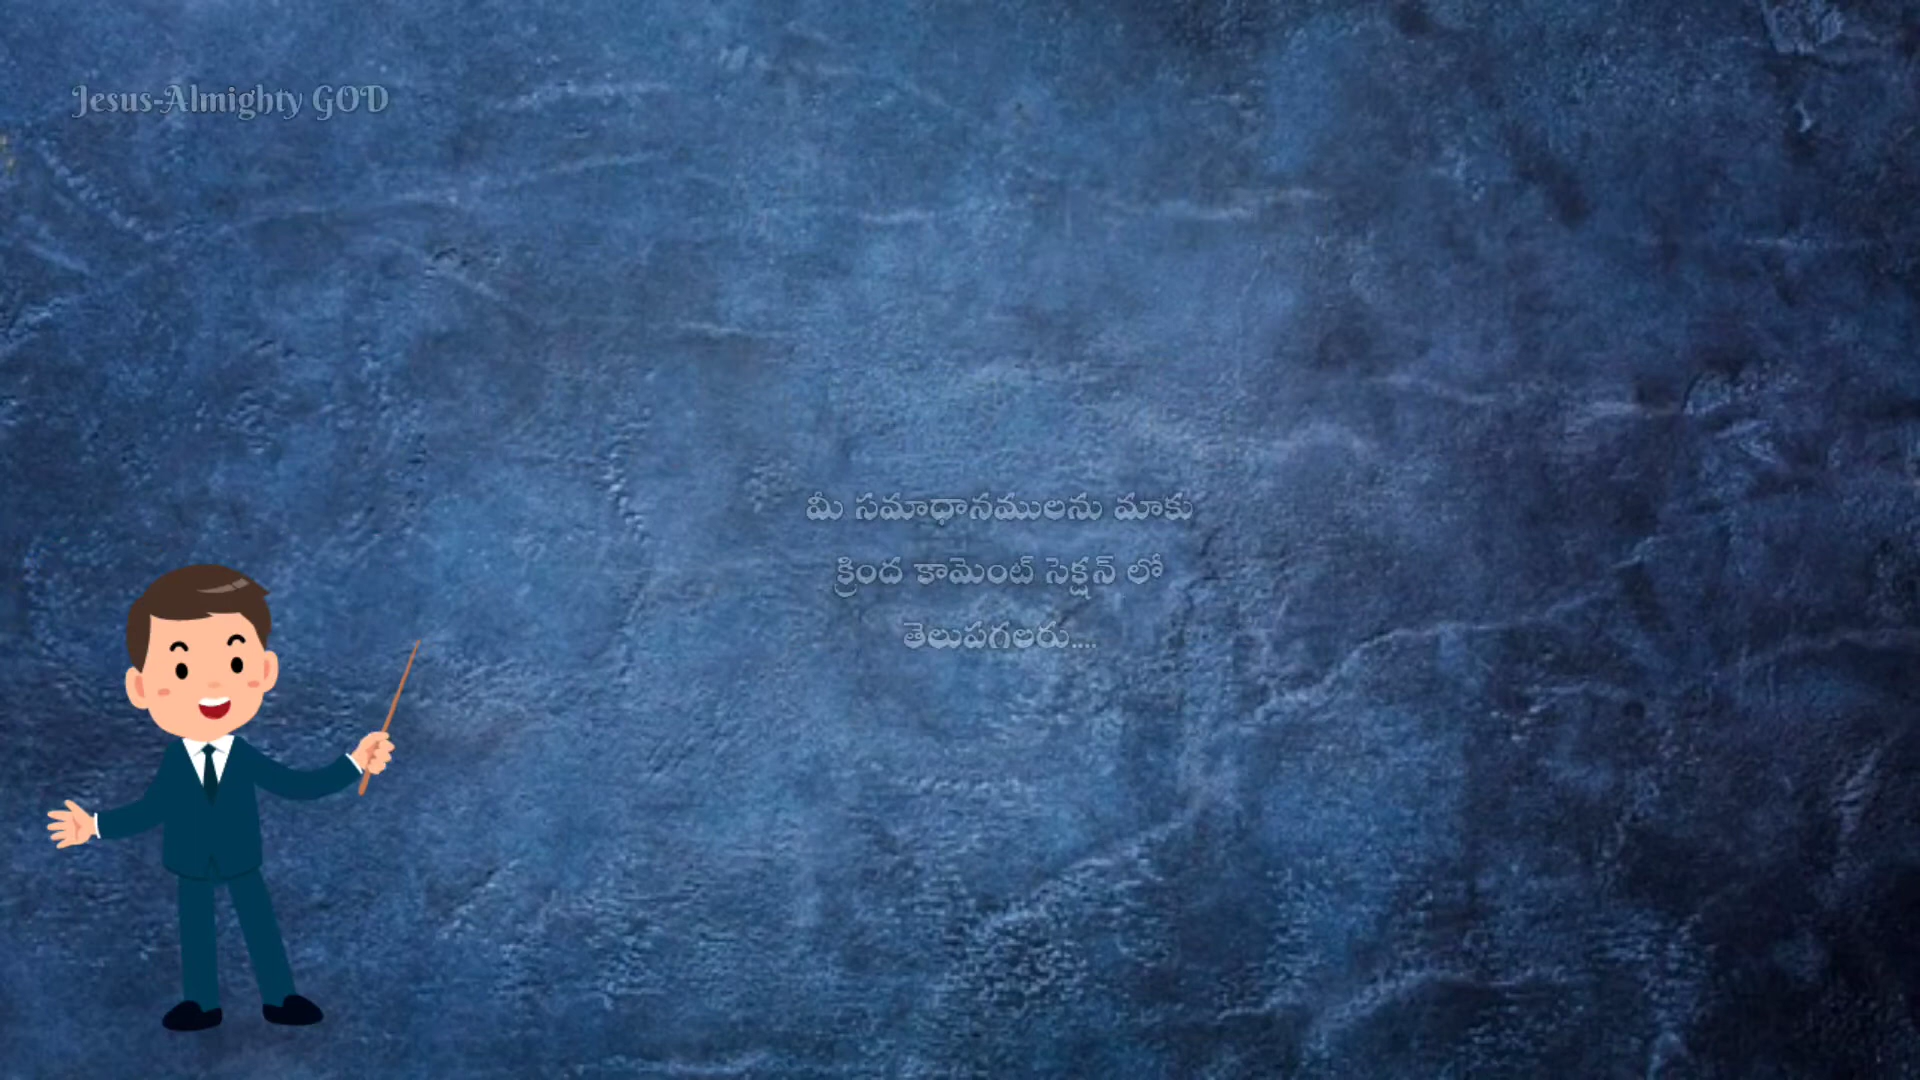 Jesus-Almighty GOD
మీ సమాధానములను మాకు
క్రింద కామెంట్ సెక్షన్ లో
తెలుపగలరు....